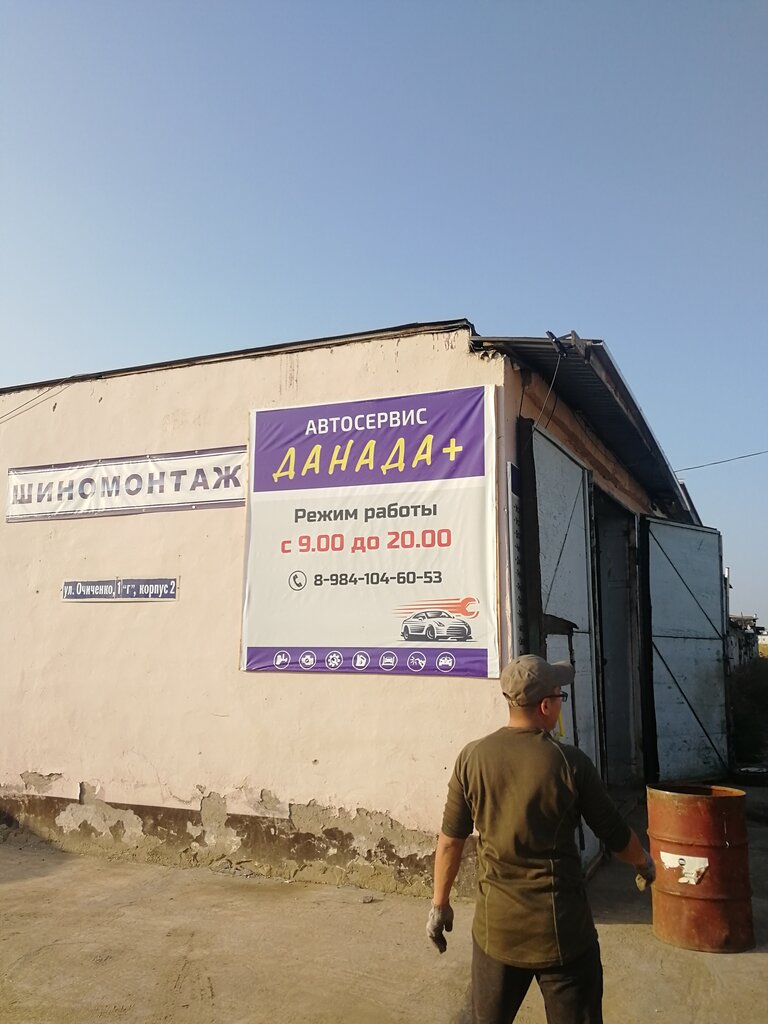 ШИНОМОНТАЖ
ул. Очиченко, 1 "г", корпус 2
АВТОСЕРВИС
ДАНАДА+
Режим работы
с 9.00 до 20.00
8-984-104-60-53